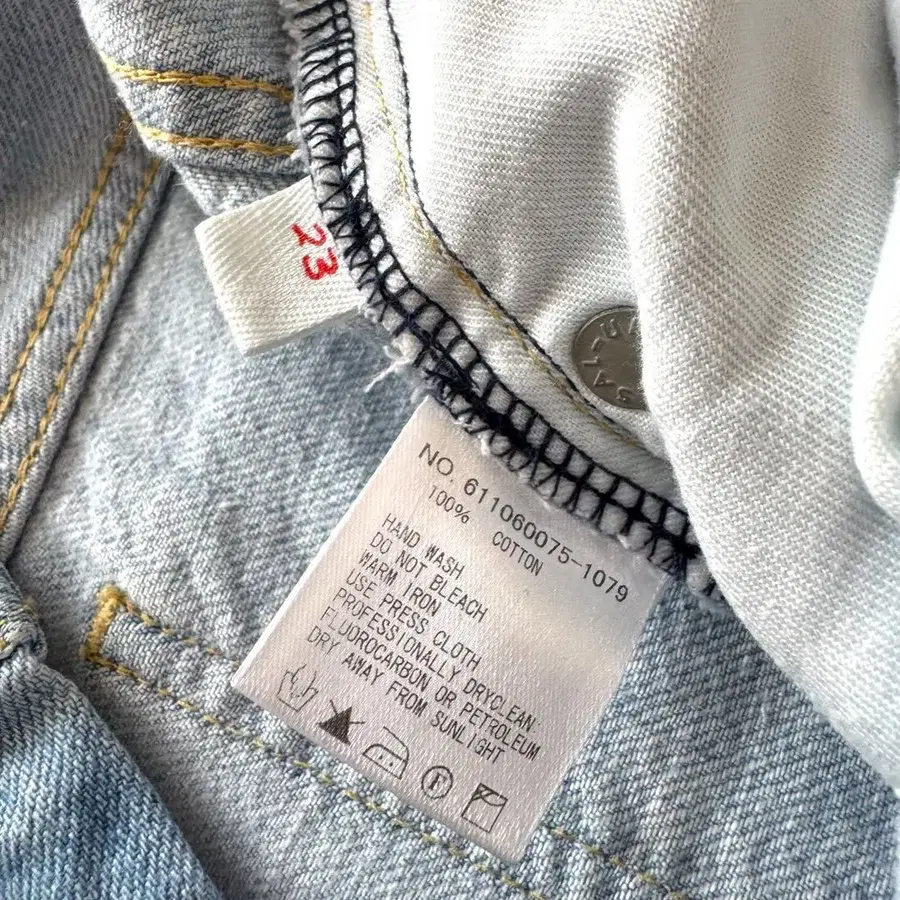 23
NO. 611060075-1079
100% COTTON
HAND WASH
DO NOT BLEACH
WARM IRON
USE PRESS CLOTH
PROFESSIONALLY DRYCLEAN.
FLUOROCARBON OR PETROLEUM
DRY AWAY FROM SUNLIGHT
F